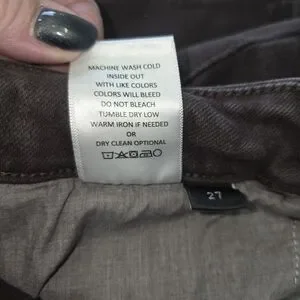 MACHINE WASH COLD
INSIDE OUT
WITH LIKE COLORS
COLORS WILL BLEED
DO NOT BLEACH
TUMBLE DRY LOW
WARM IRON IF NEEDED
OR
DRY CLEAN OPTIONAL
27